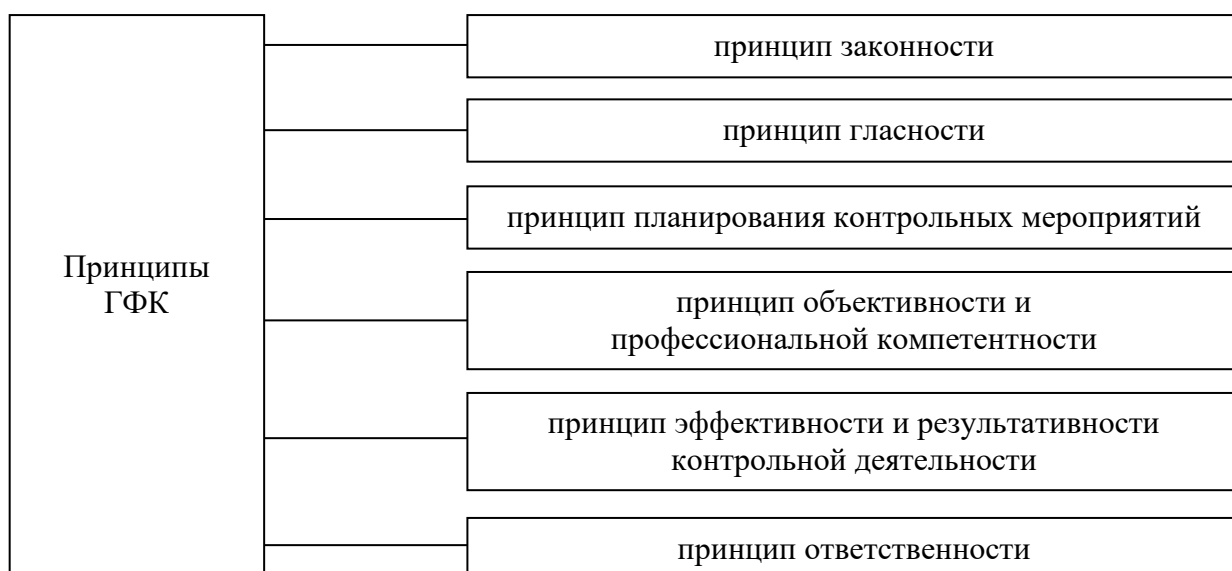 принцип законности
принцип гласности
принцип планирования контрольных мероприятий
Принципы
ГФК
принцип объективности и
профессиональной компетентности
принцип эффективности и результативности
контрольной деятельности
принцип ответственности